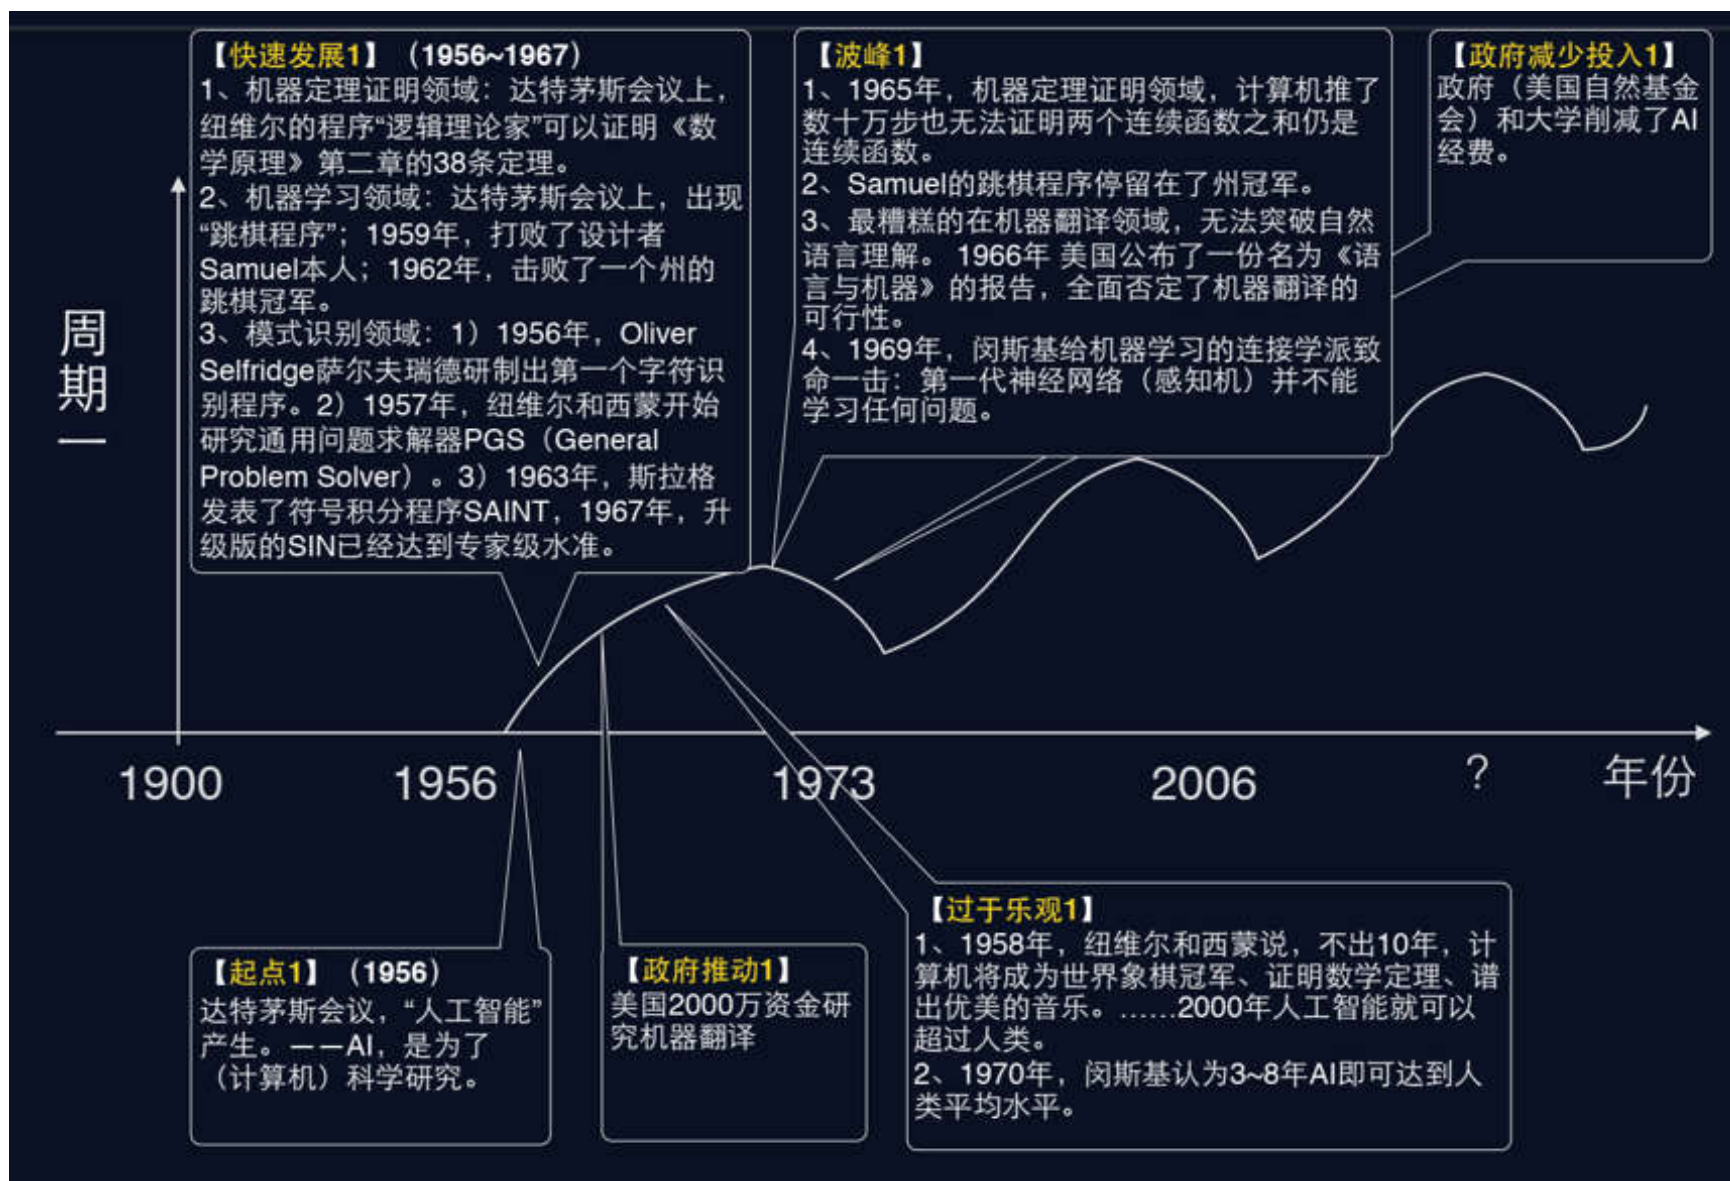 【快速发展1】（1956~1967）
1、机器定理证明领域：达特茅斯会议上，
纽维尔的程序“逻辑理论家”可以证明《数
学原理》第二章的38条定理。
2、机器学习领域：达特茅斯会议上，出现
“跳棋程序”；1959年，打败了设计者
Samuel本人；1962年，击败了一个州的
跳棋冠军。
3、模式识别领域：1）1956年，Oliver
Selfridge萨尔夫瑞德研制出第一个字符识
别程序。2）1957年，纽维尔和西蒙开始
研究通用问题求解器PGS（General
Problem Solver）。3）1963年，斯拉格
发表了符号积分程序SAINT，1967年，升
级版的SIN已经达到专家级水准。
【波峰1】
1、1965年，机器定理证明领域，计算机推了
数十万步也无法证明两个连续函数之和仍是
连续函数。
2、Samuel的跳棋程序停留在了州冠军。
3、最糟糕的在机器翻译领域，无法突破自然
语言理解。 1966年 美国公布了一份名为《语
言与机器》的报告，全面否定了机器翻译的
可行性。
4、1969年，闵斯基给机器学习的连接学派致
命一击：第一代神经网络（感知机）并不能
学习任何问题。
【政府减少投入1】
政府（美国自然基金
会）和大学削减了AI
经费。
周期一
1900
1956
1973
2006
？
年份
【起点1】（1956）
达特茅斯会议，“人工智能”
产生。——AI，是为了
（计算机）科学研究。
【政府推动1】
美国2000万资金研
究机器翻译
【过于乐观1】
1、1958年，纽维尔和西蒙说，不出10年，计
算机将成为世界象棋冠军、证明数学定理、谱
出优美的音乐。……2000年人工智能就可以
超过人类。
2、1970年，闵斯基认为3~8年AI即可达到人
类平均水平。